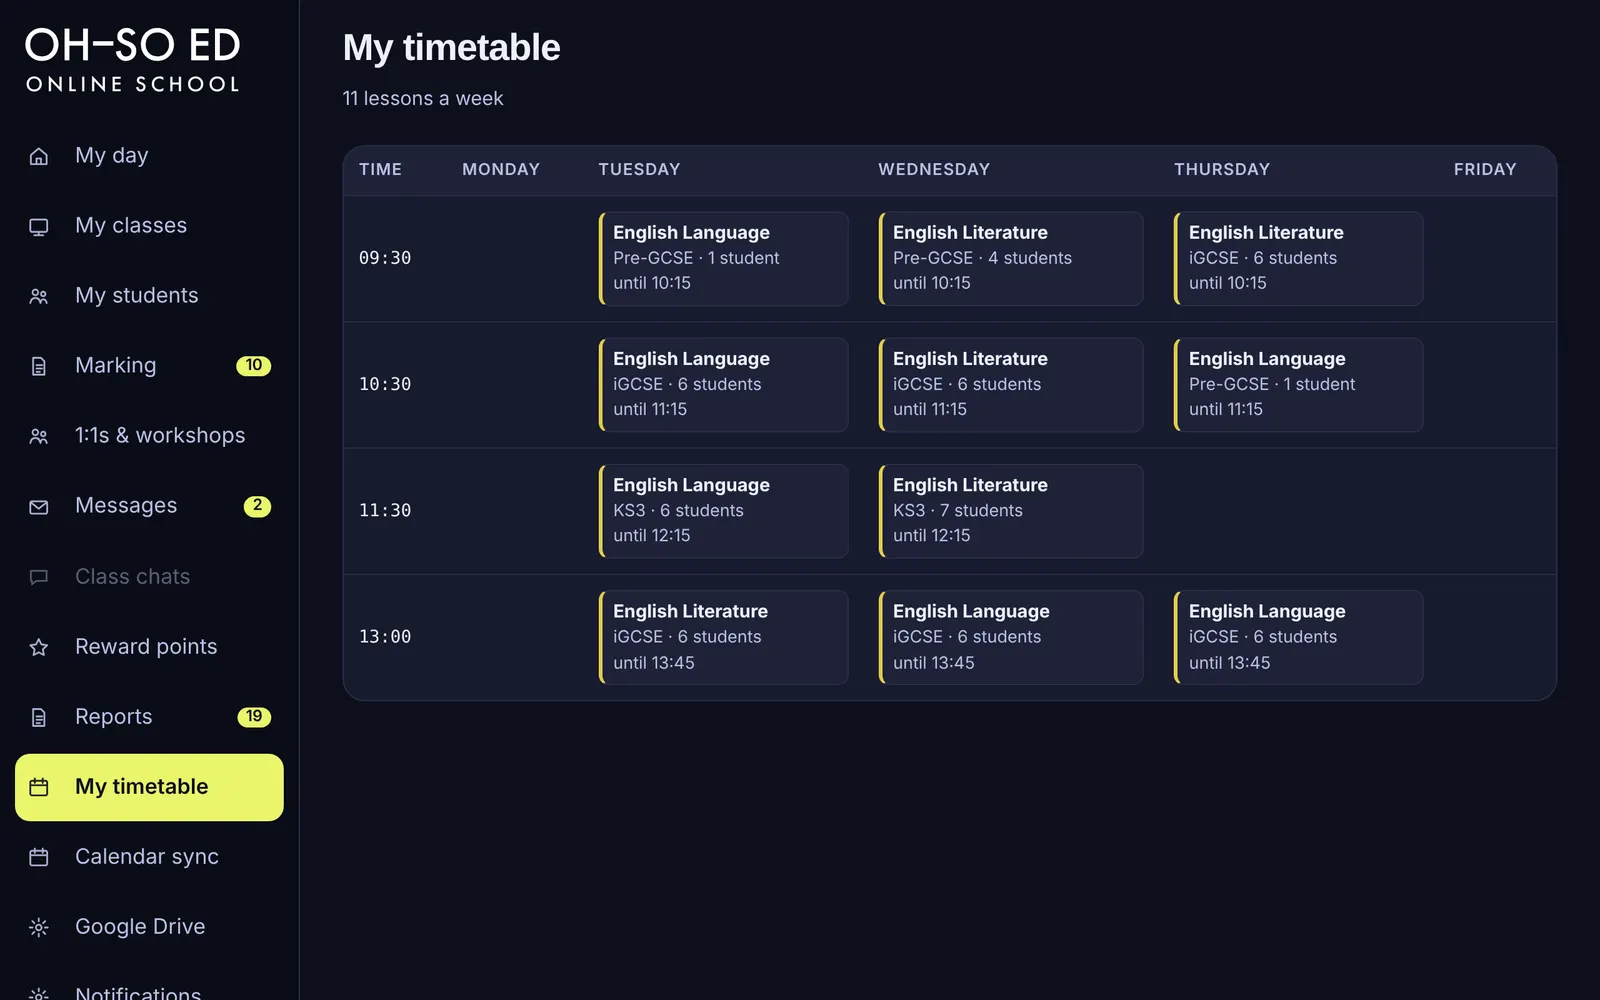 OH-SO ED
ONLINE SCHOOL
My day
My classes
My students
Marking 10
1:1s & workshops
Messages 2
Class chats
Reward points
Reports 19
My timetable
Calendar sync
Google Drive
Notifications
My timetable
11 lessons a week
TIME MONDAY TUESDAY WEDNESDAY THURSDAY FRIDAY
09:30
English Language
Pre-GCSE · 1 student
until 10:15
English Literature
Pre-GCSE · 4 students
until 10:15
English Literature
iGCSE · 6 students
until 10:15
10:30
English Language
iGCSE · 6 students
until 11:15
English Literature
iGCSE · 6 students
until 11:15
English Language
Pre-GCSE · 1 student
until 11:15
11:30
English Language
KS3 · 6 students
until 12:15
English Literature
KS3 · 7 students
until 12:15
13:00
English Literature
iGCSE · 6 students
until 13:45
English Language
iGCSE · 6 students
until 13:45
English Language
iGCSE · 6 students
until 13:45